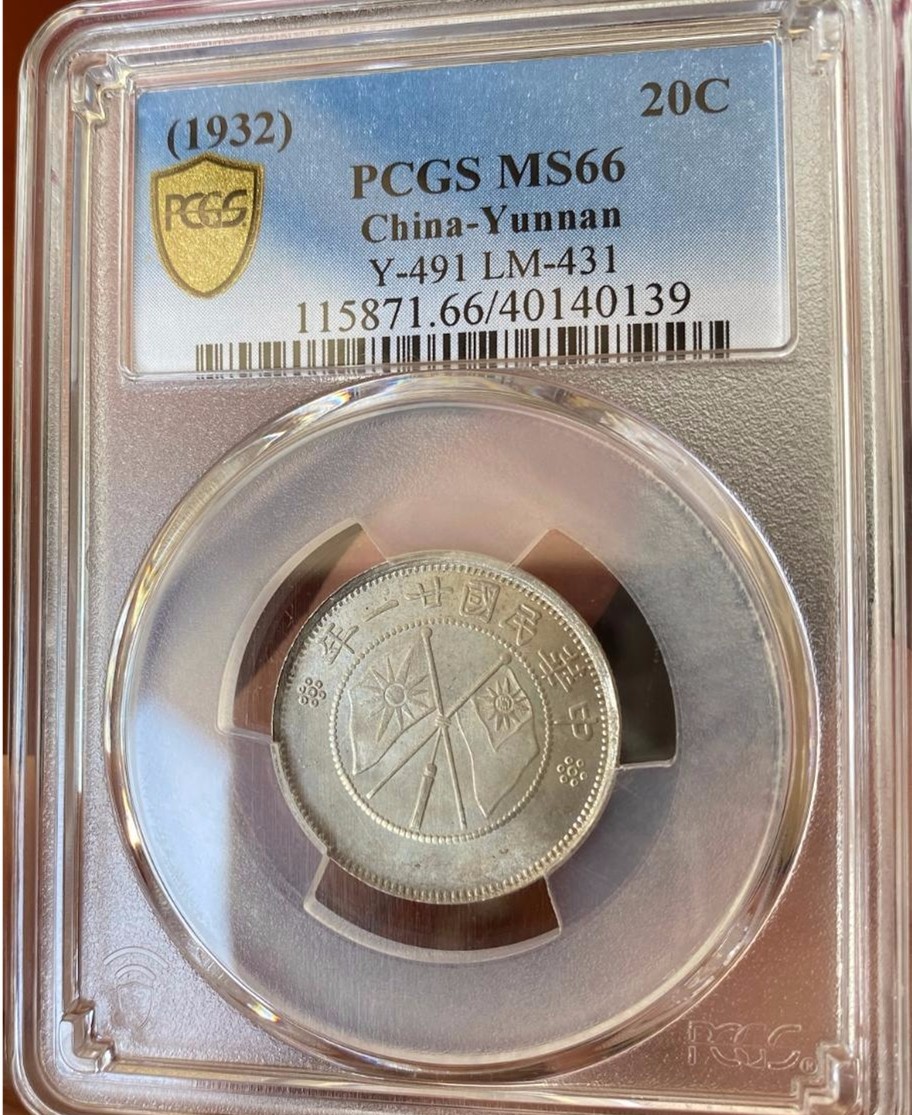 (1932)
20C
PCGS
PCGS MS66
China-Yunnan
Y-491 LM-431
115871.66/40140139
年一廿國民華中
PCGS